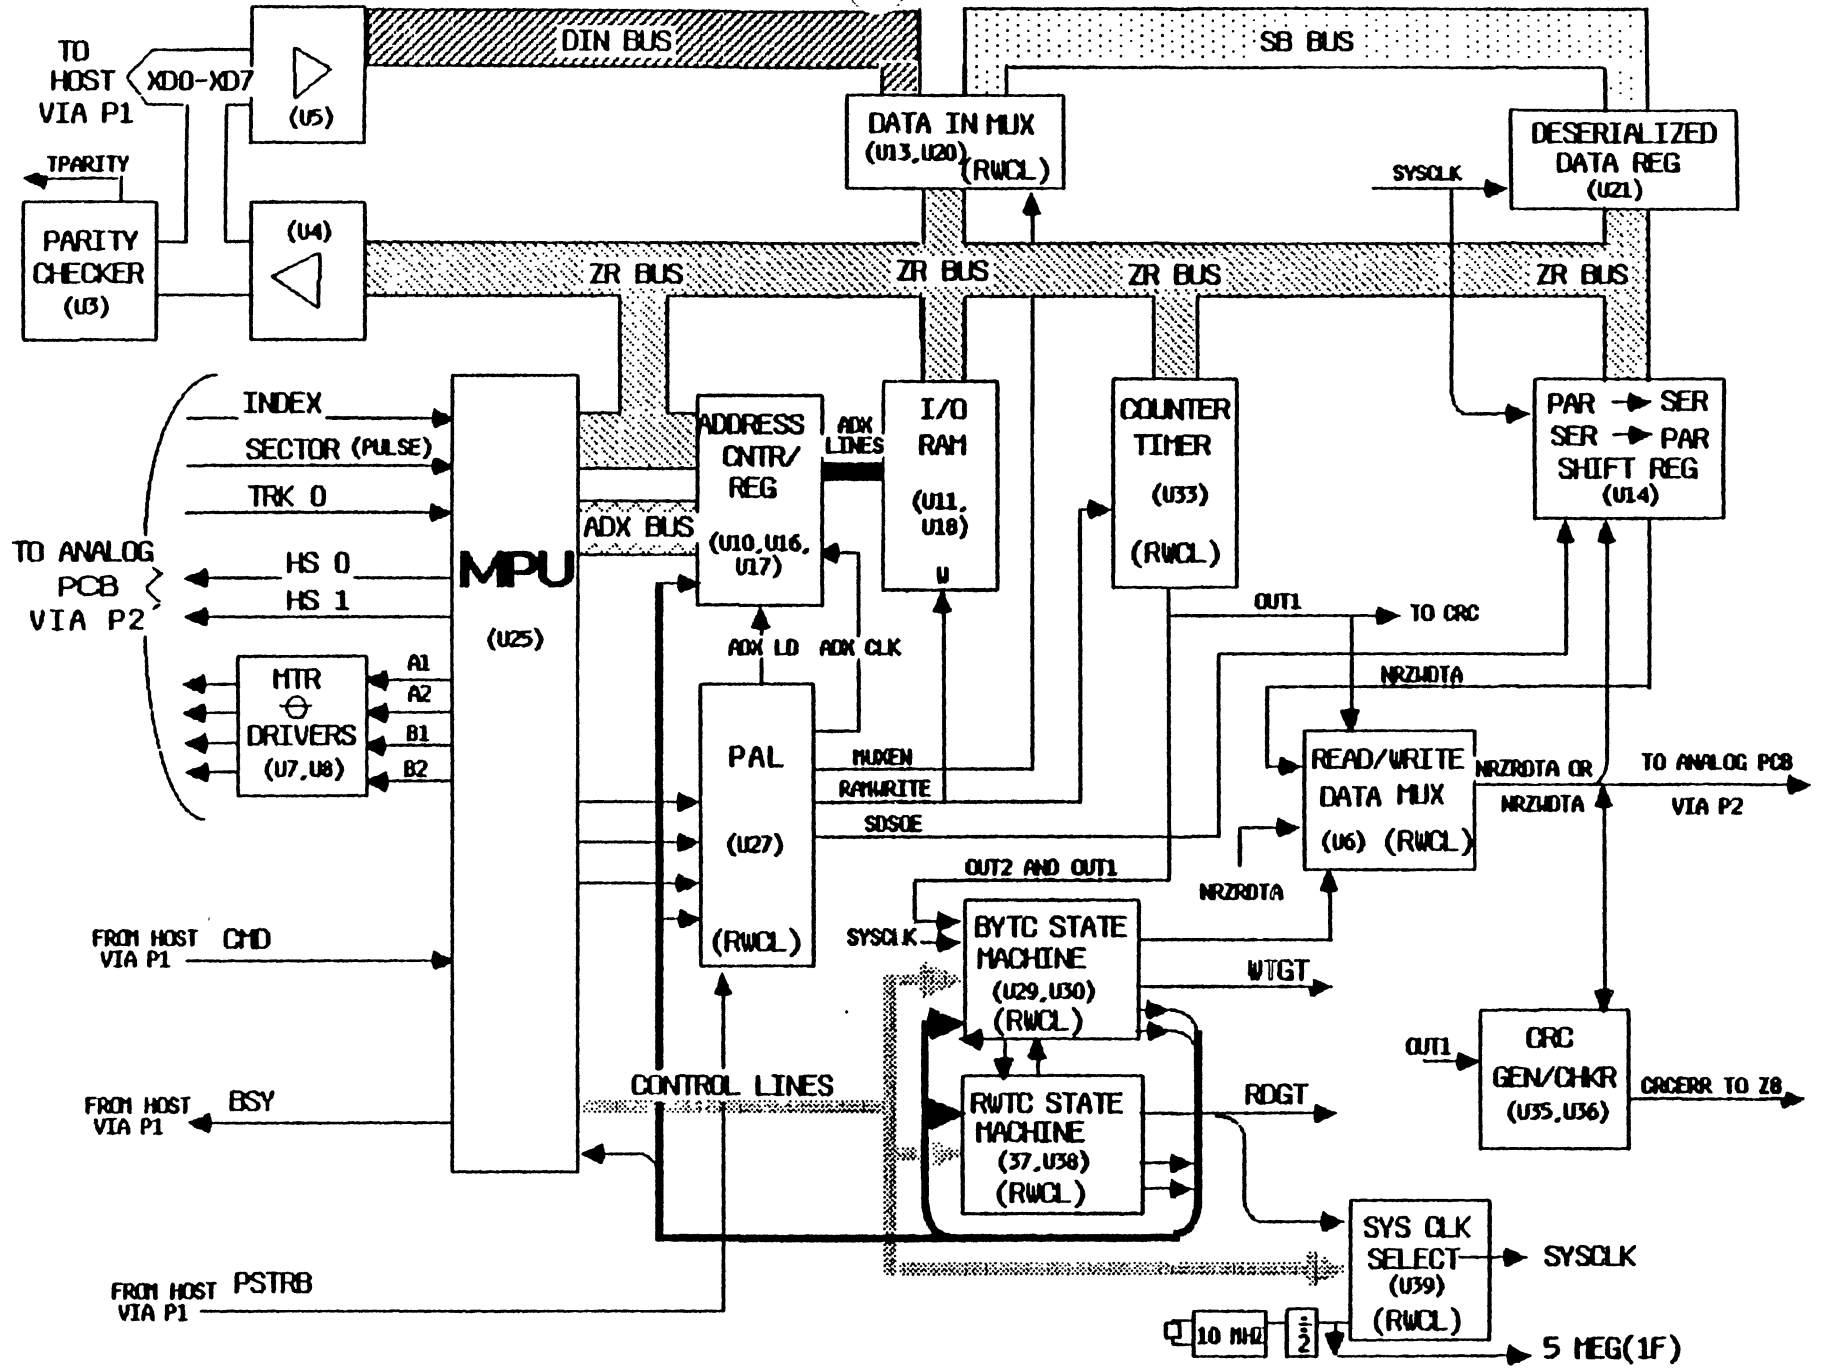 TO
HOST
VIA P1
XD0-XD7
(U5)
DIN BUS
SB BUS
DATA IN MUX
(U13,U20)
(RWCL)
DESERIALIZED
DATA REG
(U21)
SYSCLK
TPARITY
PARITY
CHECKER
(U3)
(U4)
ZR BUS
ZR BUS
ZR BUS
ZR BUS
INDEX
SECTOR (PULSE)
TRK 0
TO ANALOG
PCB
VIA P2
HS 0
HS 1
MTR
Φ
DRIVERS
(U7,U8)
A1
A2
B1
B2
MPU
(U25)
ADX BUS
ADDRESS
CNTR/
REG
(U10,U16,
U17)
ADX
LINES
I/O
RAM
(U11,
U18)
W
COUNTER
TIMER
(U33)
(RWCL)
PAR → SER
SER → PAR
SHIFT REG
(U14)
ADX LD
ADX CLK
OUT1
TO CRC
NRZWDTA
PAL
(U27)
(RWCL)
MUXEN
RAMWRITE
SDSOE
READ/WRITE
DATA MUX
(U6) (RWCL)
NRZRDTA OR
NRZWDTA
TO ANALOG PCB
VIA P2
NRZRDTA
OUT2 AND OUT1
SYSCLK
BYTC STATE
MACHINE
(U29,U30)
(RWCL)
WTGT
FROM HOST
VIA P1
CMD
FROM HOST
VIA P1
BSY
CONTROL LINES
RWTC STATE
MACHINE
(37,U38)
(RWCL)
RDGT
OUT1
CRC
GEN/CHKR
(U35,U36)
CRCERR TO Z8
FROM HOST
VIA P1
PSTRB
SYS CLK
SELECT
(U39)
(RWCL)
SYSCLK
10 MHZ
÷2
5 MEG(1F)